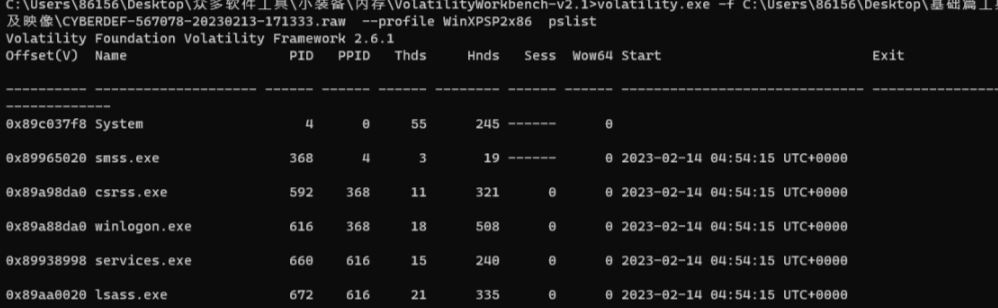 C:\Users\86156\Desktop\众多软件工具\小装备\内存\VolatilityWorkbench-v2.1>volatility.exe -f C:\Users\86156\Desktop\基础篇工具
及映像\CYBERDEF-567078-20230213-171333.raw  --profile WinXPSP2x86  pslist
Volatility Foundation Volatility Framework 2.6.1
Offset(V)  Name                    PID   PPID   Thds     Hnds   Sess  Wow64 Start                          Exit
---------- -------------------- ------ ------ ------ -------- ------ ------ ------------------------------ ----------------
-------------
0x89c037f8 System                    4      0     55      245 ------      0
0x89965020 smss.exe                368      4      3       19 ------      0 2023-02-14 04:54:15 UTC+0000
0x89a98da0 csrss.exe               592    368     11      321      0      0 2023-02-14 04:54:15 UTC+0000
0x89a88da0 winlogon.exe            616    368     18      508      0      0 2023-02-14 04:54:15 UTC+0000
0x89938998 services.exe            660    616     15      240      0      0 2023-02-14 04:54:15 UTC+0000
0x89aa0020 lsass.exe               672    616     21      335      0      0 2023-02-14 04:54:15 UTC+0000